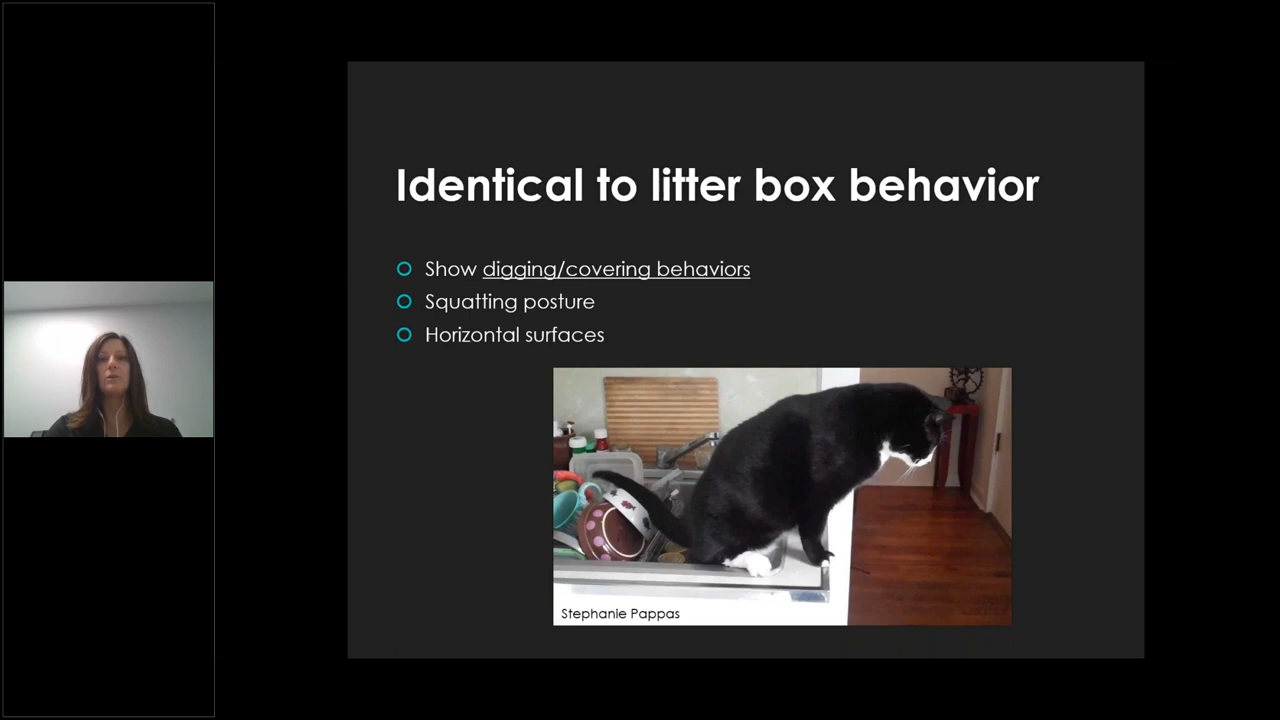 Identical to litter box behavior
Show digging/covering behaviors
Squatting posture
Horizontal surfaces
Stephanie Pappas